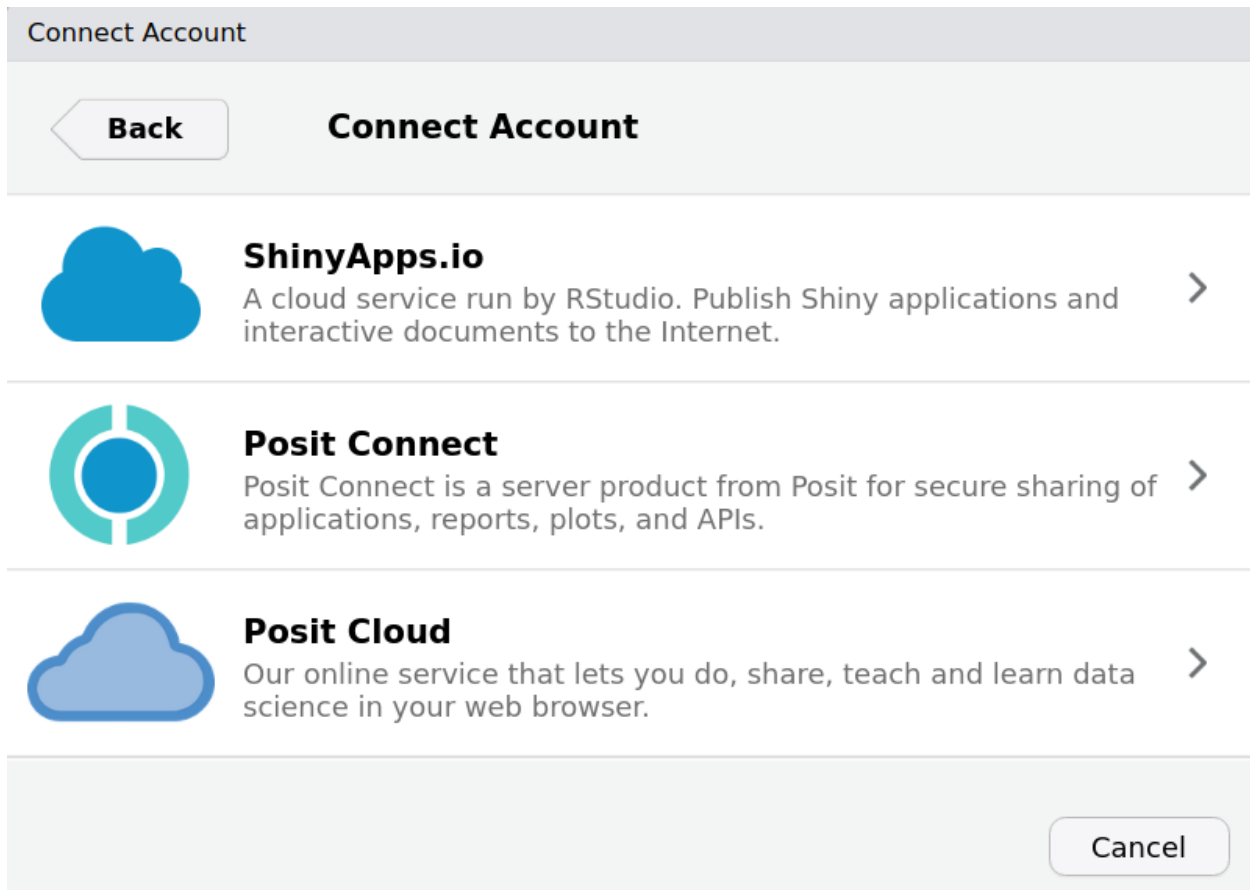 Connect Account
Back
Connect Account
ShinyApps.io
A cloud service run by RStudio. Publish Shiny applications and
interactive documents to the Internet.
Posit Connect
Posit Connect is a server product from Posit for secure sharing of
applications, reports, plots, and APIs.
Posit Cloud
Our online service that lets you do, share, teach and learn data
science in your web browser.
Cancel